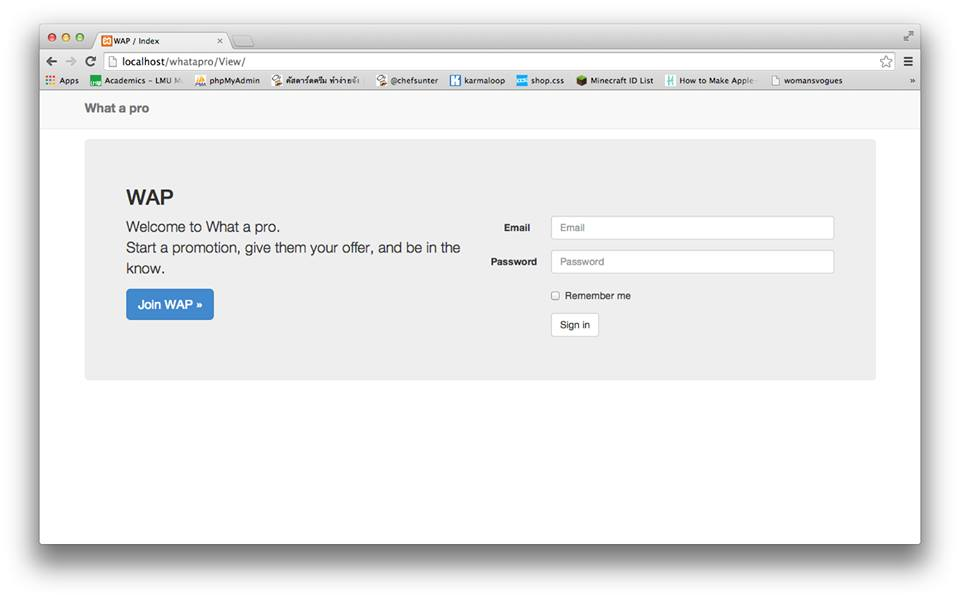 WAP / Index
localhost/whatapro/View/
Apps Academics – LMU phpMyAdmin คัสตาร์ดครีม ทำง่ายจัง @chefsunter karmaloop shop.css Minecraft ID List How to Make Apple womansvogues »
What a pro
WAP
Welcome to What a pro.
Start a promotion, give them your offer, and be in the
know.
Join WAP »
Email Email
Password Password
Remember me
Sign in